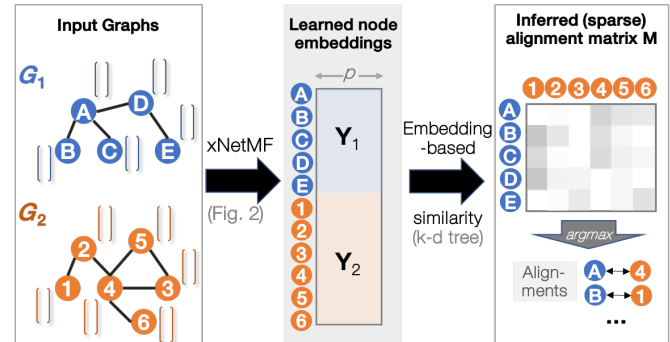 Input Graphs
G1
A
D
B
C
E
G2
2
5
1
4
3
6
xNetMF
(Fig. 2)
Learned node
embeddings
p
A
B
C
D
E
1
2
3
4
5
6
Y1
Y2
Embedding
-based
similarity
(k-d tree)
Inferred (sparse)
alignment matrix M
1 2 3 4 5 6
A
B
C
D
E
argmax
Align-
ments
A 4
B 1
...